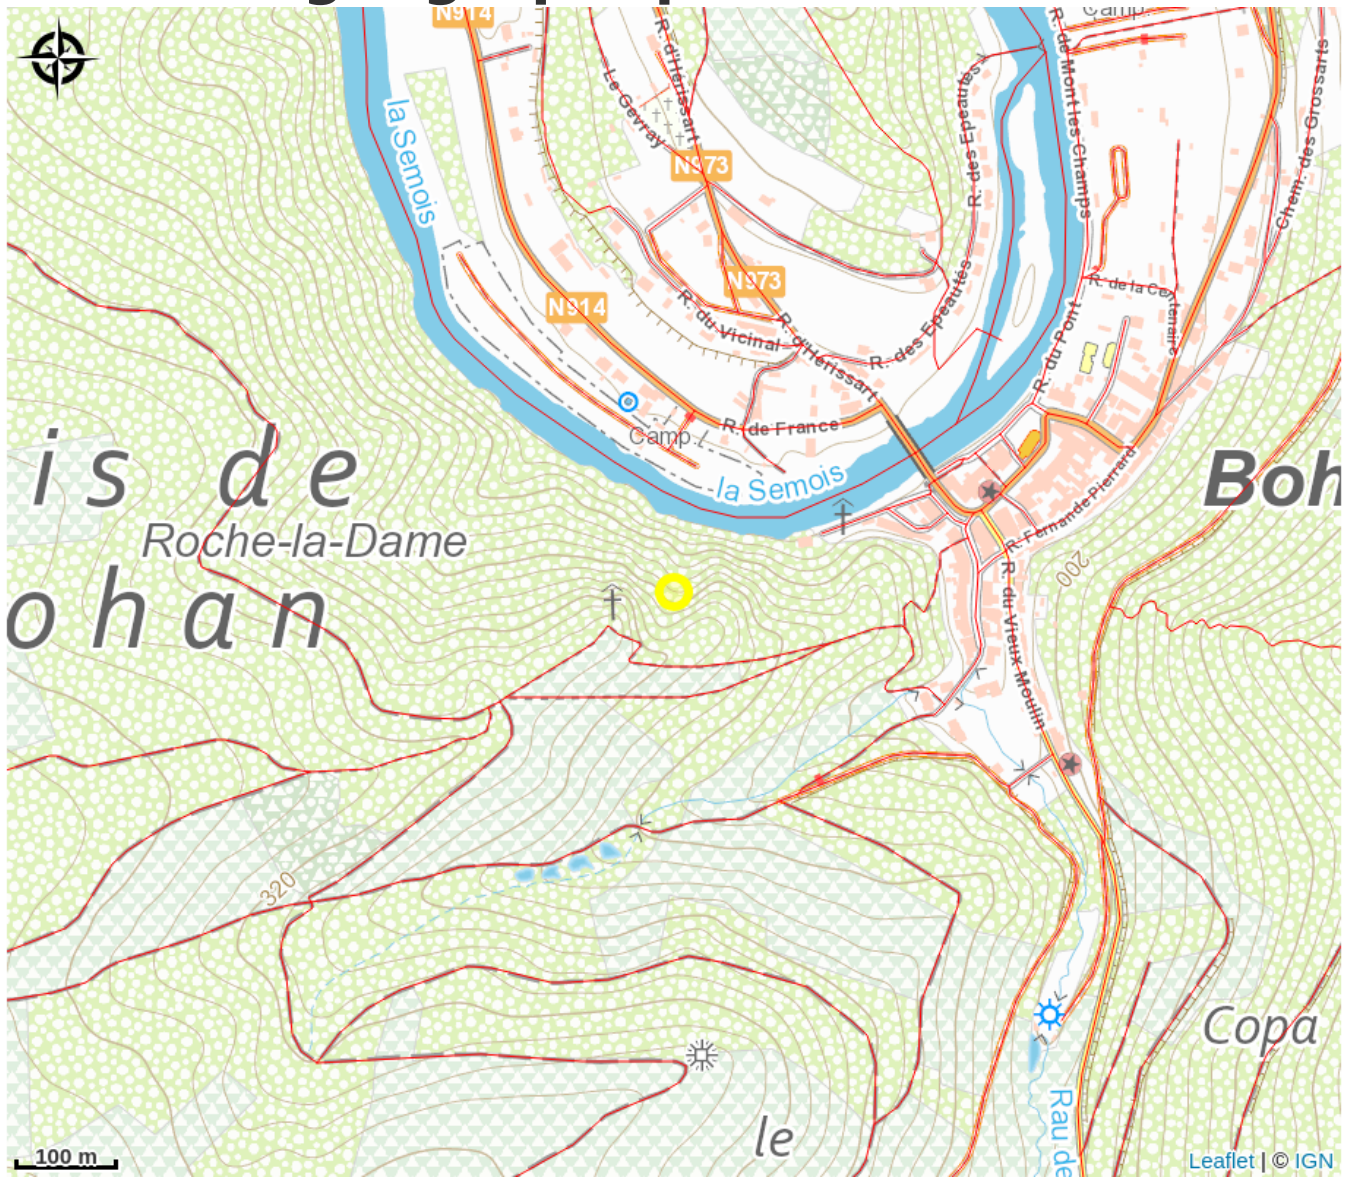 N914
Camp.
R. d'Hérissart
Le Gevray
R. de Mont les Champs
R. des Epeautés
Chem. des Grossarts
la Semois
N973
N973
R. de la Centenaire
N914
R. du Vicinal
R. d'Hérissart
R. des Epeautés
R. du Pont
R. de France
Camp.
la Semois
is de
Boh
Roche-la-Dame
R. Fernande Pierrard
200
ohan
R. du Vieux Moulin
320
Copa
Rau de
le
100 m
Leaflet | © IGN